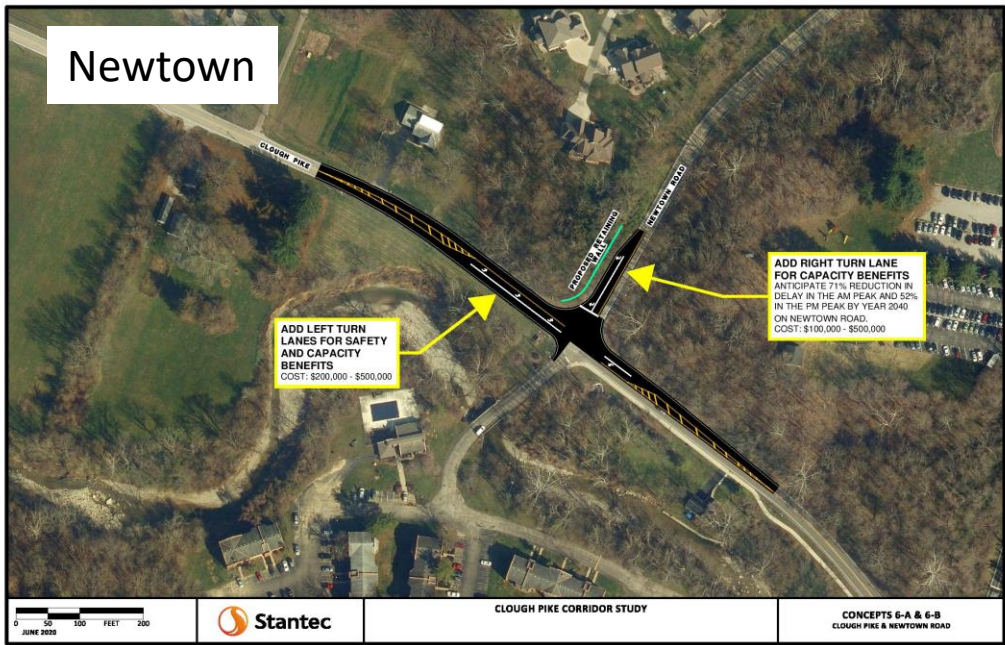 Newtown
CLOUGH PIKE
PROPOSED RETAINING
WALL
NEWTOWN ROAD
ADD LEFT TURN
LANES FOR SAFETY
AND CAPACITY
BENEFITS
COST: $200,000 - $500,000
ADD RIGHT TURN LANE
FOR CAPACITY BENEFITS
ANTICIPATE 71% REDUCTION IN
DELAY IN THE AM PEAK AND 52%
IN THE PM PEAK BY YEAR 2040
ON NEWTOWN ROAD.
COST: $100,000 - $500,000
0 50 100 FEET 200
JUNE 2020
Stantec
CLOUGH PIKE CORRIDOR STUDY
CONCEPTS 6-A & 6-B
CLOUGH PIKE & NEWTOWN ROAD